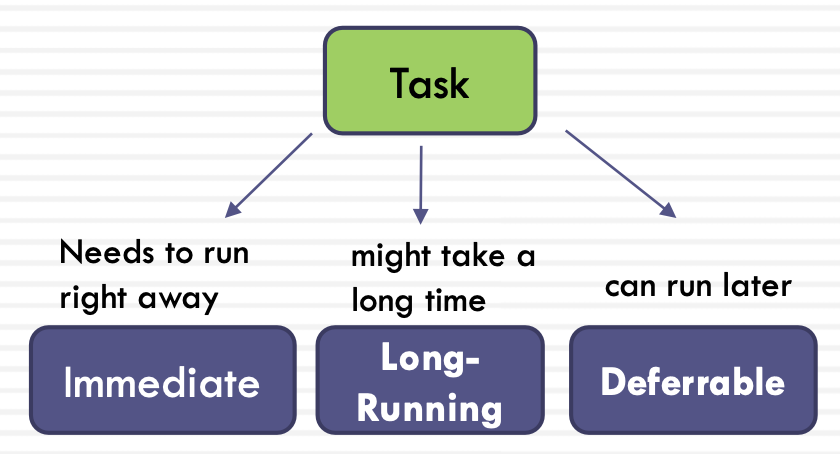 Task
Needs to run
right away
might take a
long time
can run later
Immediate
Long-
Running
Deferrable